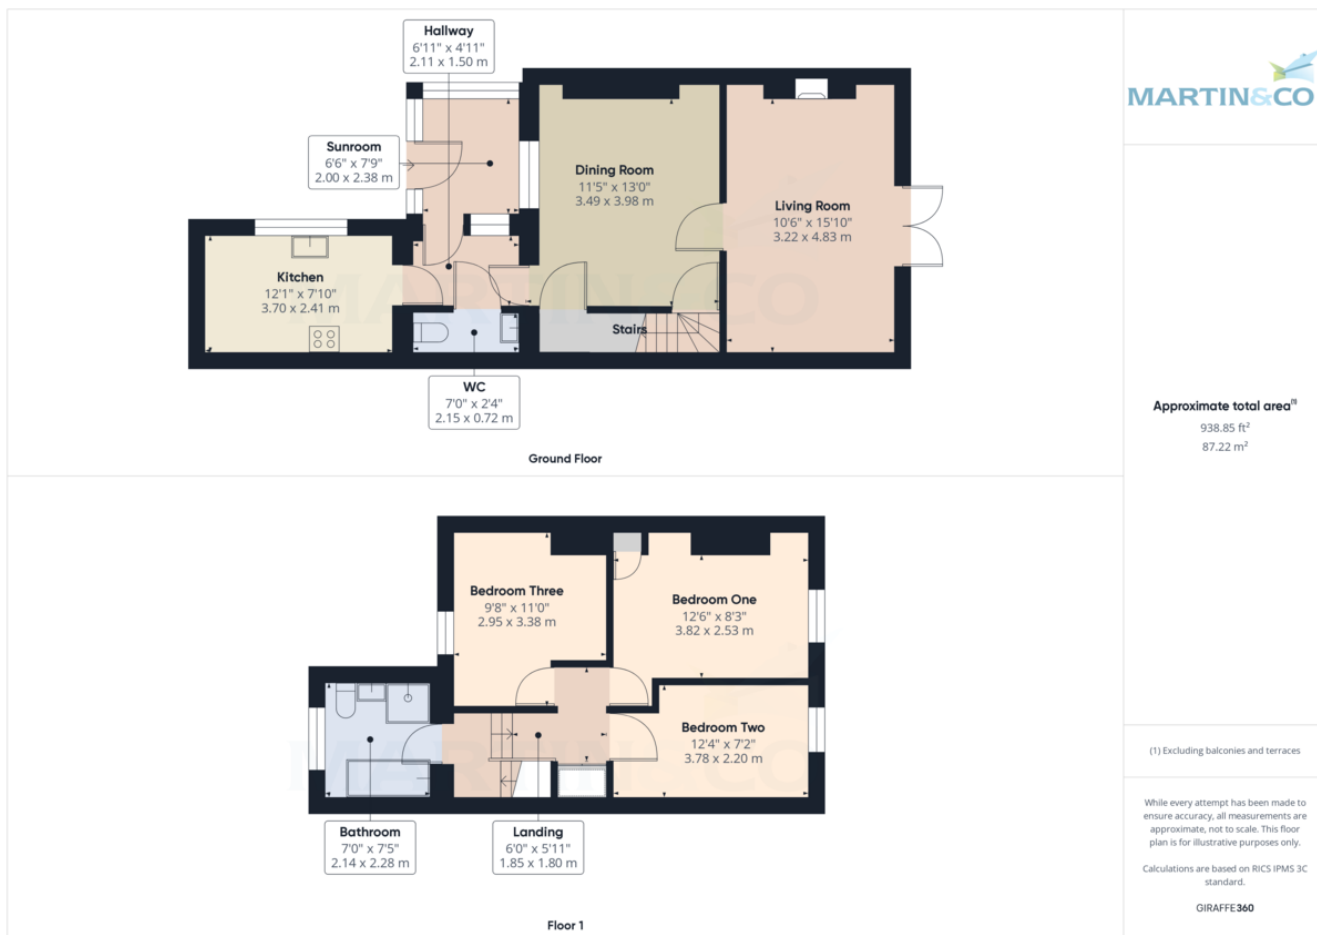 Hallway
6'11" x 4'11"
2.11 x 1.50 m
Sunroom
6'6" x 7'9"
2.00 x 2.38 m
Dining Room
11'5" x 13'0"
3.49 x 3.98 m
Living Room
10'6" x 15'10"
3.22 x 4.83 m
Kitchen
12'1" x 7'10"
3.70 x 2.41 m
Stairs
WC
7'0" x 2'4"
2.15 x 0.72 m
MARTIN&CO
Ground Floor
Bedroom Three
9'8" x 11'0"
2.95 x 3.38 m
Bedroom One
12'6" x 8'3"
3.82 x 2.53 m
Bedroom Two
12'4" x 7'2"
3.78 x 2.20 m
Bathroom
7'0" x 7'5"
2.14 x 2.28 m
Landing
6'0" x 5'11"
1.85 x 1.80 m
MARTIN&CO
Floor 1
MARTIN&CO
Approximate total area(1)
938.85 ft²
87.22 m²
(1) Excluding balconies and terraces
While every attempt has been made to
ensure accuracy, all measurements are
approximate, not to scale. This floor
plan is for illustrative purposes only.
Calculations are based on RICS IPMS 3C
standard.
GIRAFFE360